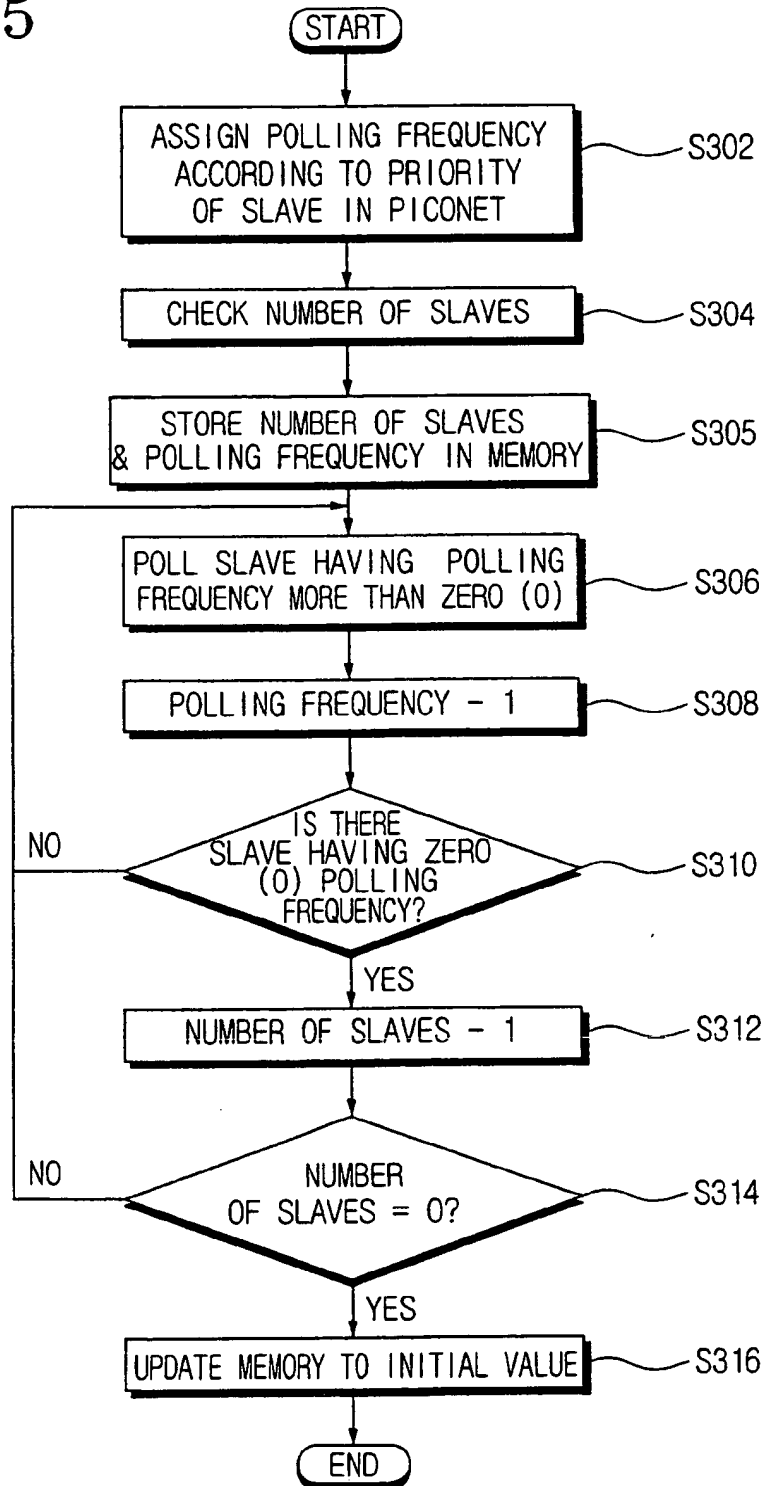 5
START
ASSIGN POLLING FREQUENCY
ACCORDING TO PRIORITY
OF SLAVE IN PICONET
S302
CHECK NUMBER OF SLAVES
S304
STORE NUMBER OF SLAVES
& POLLING FREQUENCY IN MEMORY
S305
POLL SLAVE HAVING POLLING
FREQUENCY MORE THAN ZERO (0)
S306
POLLING FREQUENCY - 1
S308
IS THERE
SLAVE HAVING ZERO
(0) POLLING
FREQUENCY?
S310
NO
YES
NUMBER OF SLAVES - 1
S312
NUMBER
OF SLAVES = 0?
S314
NO
YES
UPDATE MEMORY TO INITIAL VALUE
S316
END